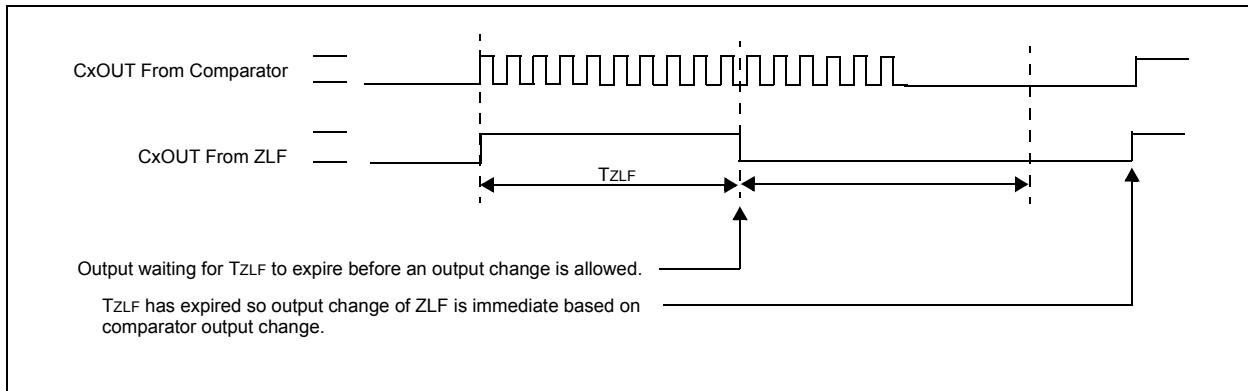 CxOUT From Comparator
CxOUT From ZLF
TZLF
Output waiting for TZLF to expire before an output change is allowed.
TZLF has expired so output change of ZLF is immediate based on
comparator output change.